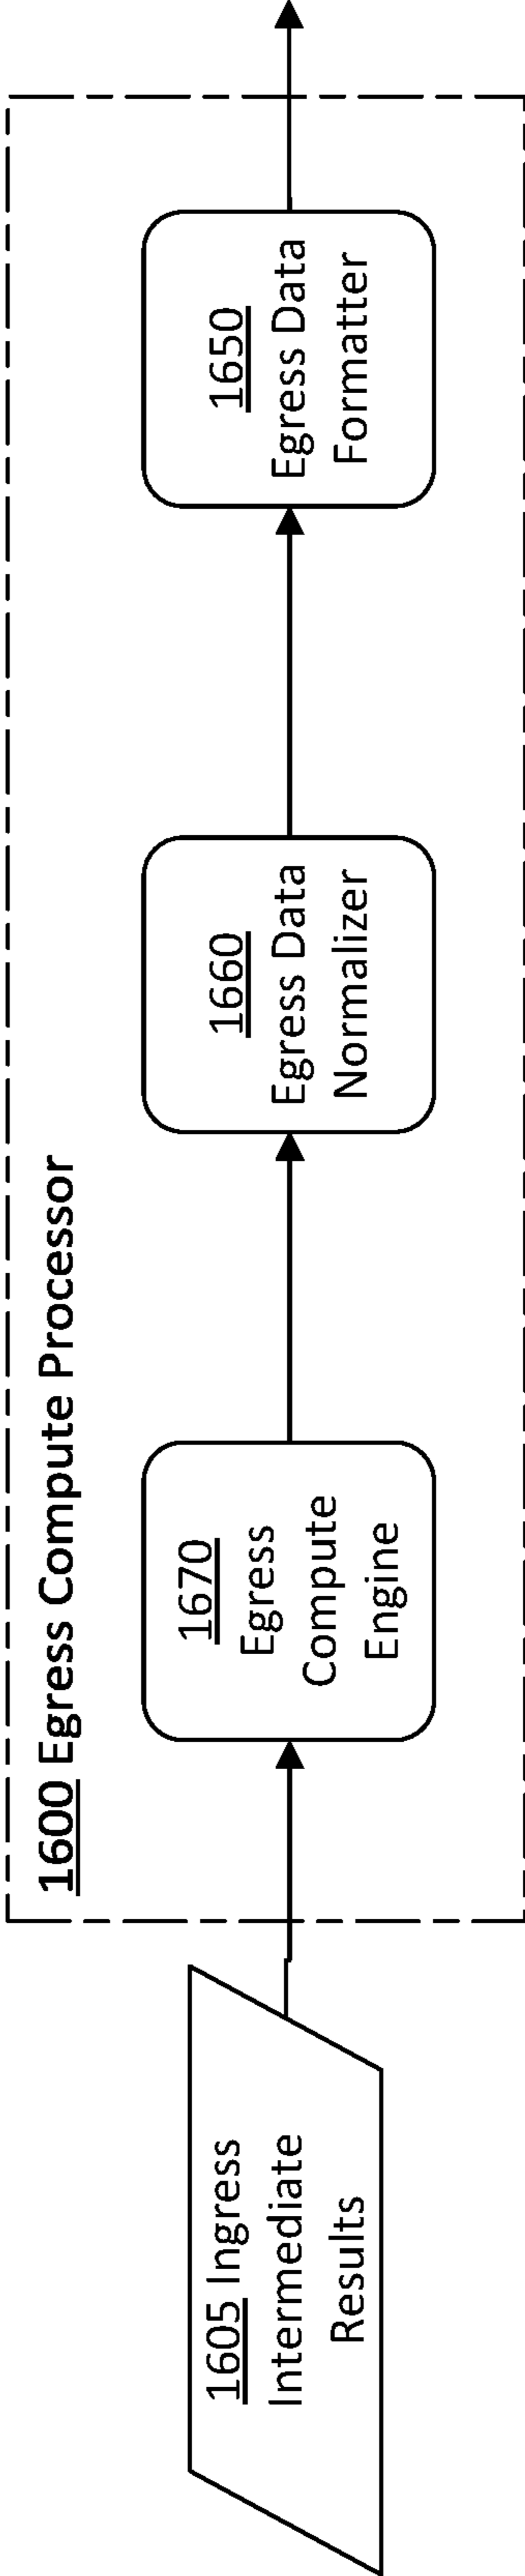 1600 Egress Compute Processor
1605 Ingress
Intermediate
Results
1670
Egress
Compute
Engine
1660
Egress Data
Normalizer
1650
Egress Data
Formatter